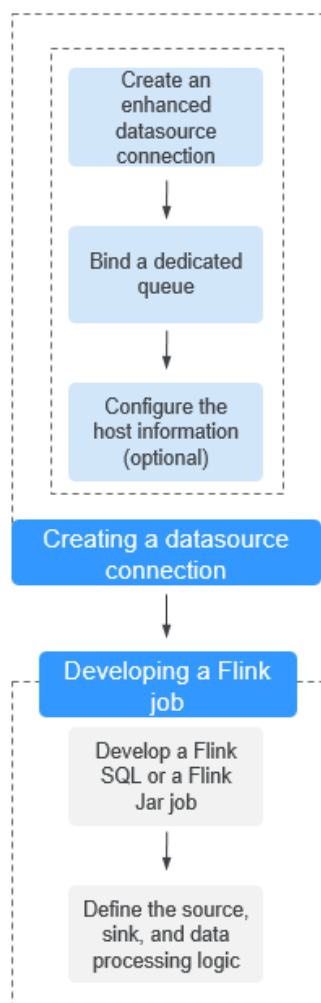 Create an
enhanced
datasource
connection
Bind a dedicated
queue
Configure the
host information
(optional)
Creating a datasource
connection
Developing a Flink
job
Develop a Flink
SQL or a Flink
Jar job
Define the source,
sink, and data
processing logic